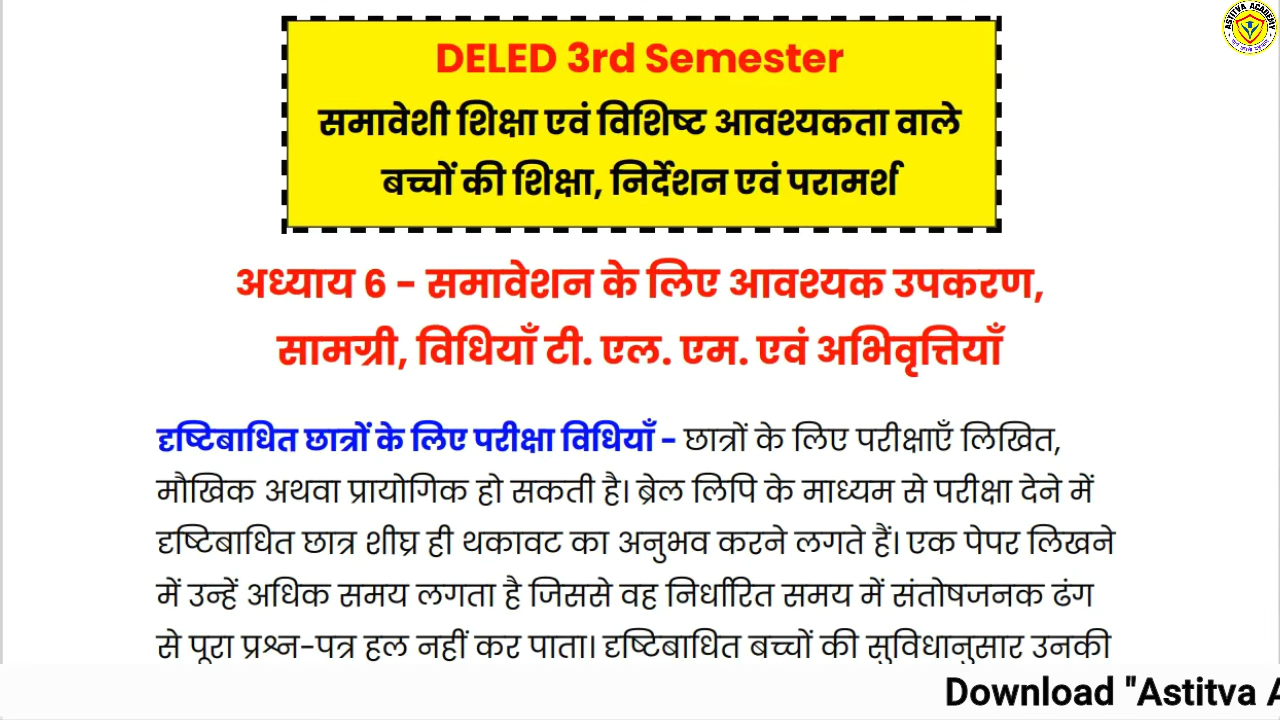 ASTITVA ACADEMY
DELED 3rd Semester
समावेशी शिक्षा एवं विशिष्ट आवश्यकता वाले
बच्चों की शिक्षा, निर्देशन एवं परामर्श
अध्याय 6 - समावेशन के लिए आवश्यक उपकरण,
सामग्री, विधियाँ टी. एल. एम. एवं अभिवृत्तियाँ
दृष्टिबाधित छात्रों के लिए परीक्षा विधियाँ - छात्रों के लिए परीक्षाएँ लिखित,
मौखिक अथवा प्रायोगिक हो सकती है। ब्रेल लिपि के माध्यम से परीक्षा देने में
दृष्टिबाधित छात्र शीघ्र ही थकावट का अनुभव करने लगते हैं। एक पेपर लिखने
में उन्हें अधिक समय लगता है जिससे वह निर्धारित समय में संतोषजनक ढंग
से पूरा प्रश्न-पत्र हल नहीं कर पाता। दृष्टिबाधित बच्चों की सुविधानुसार उनकी
Download "Astitva A